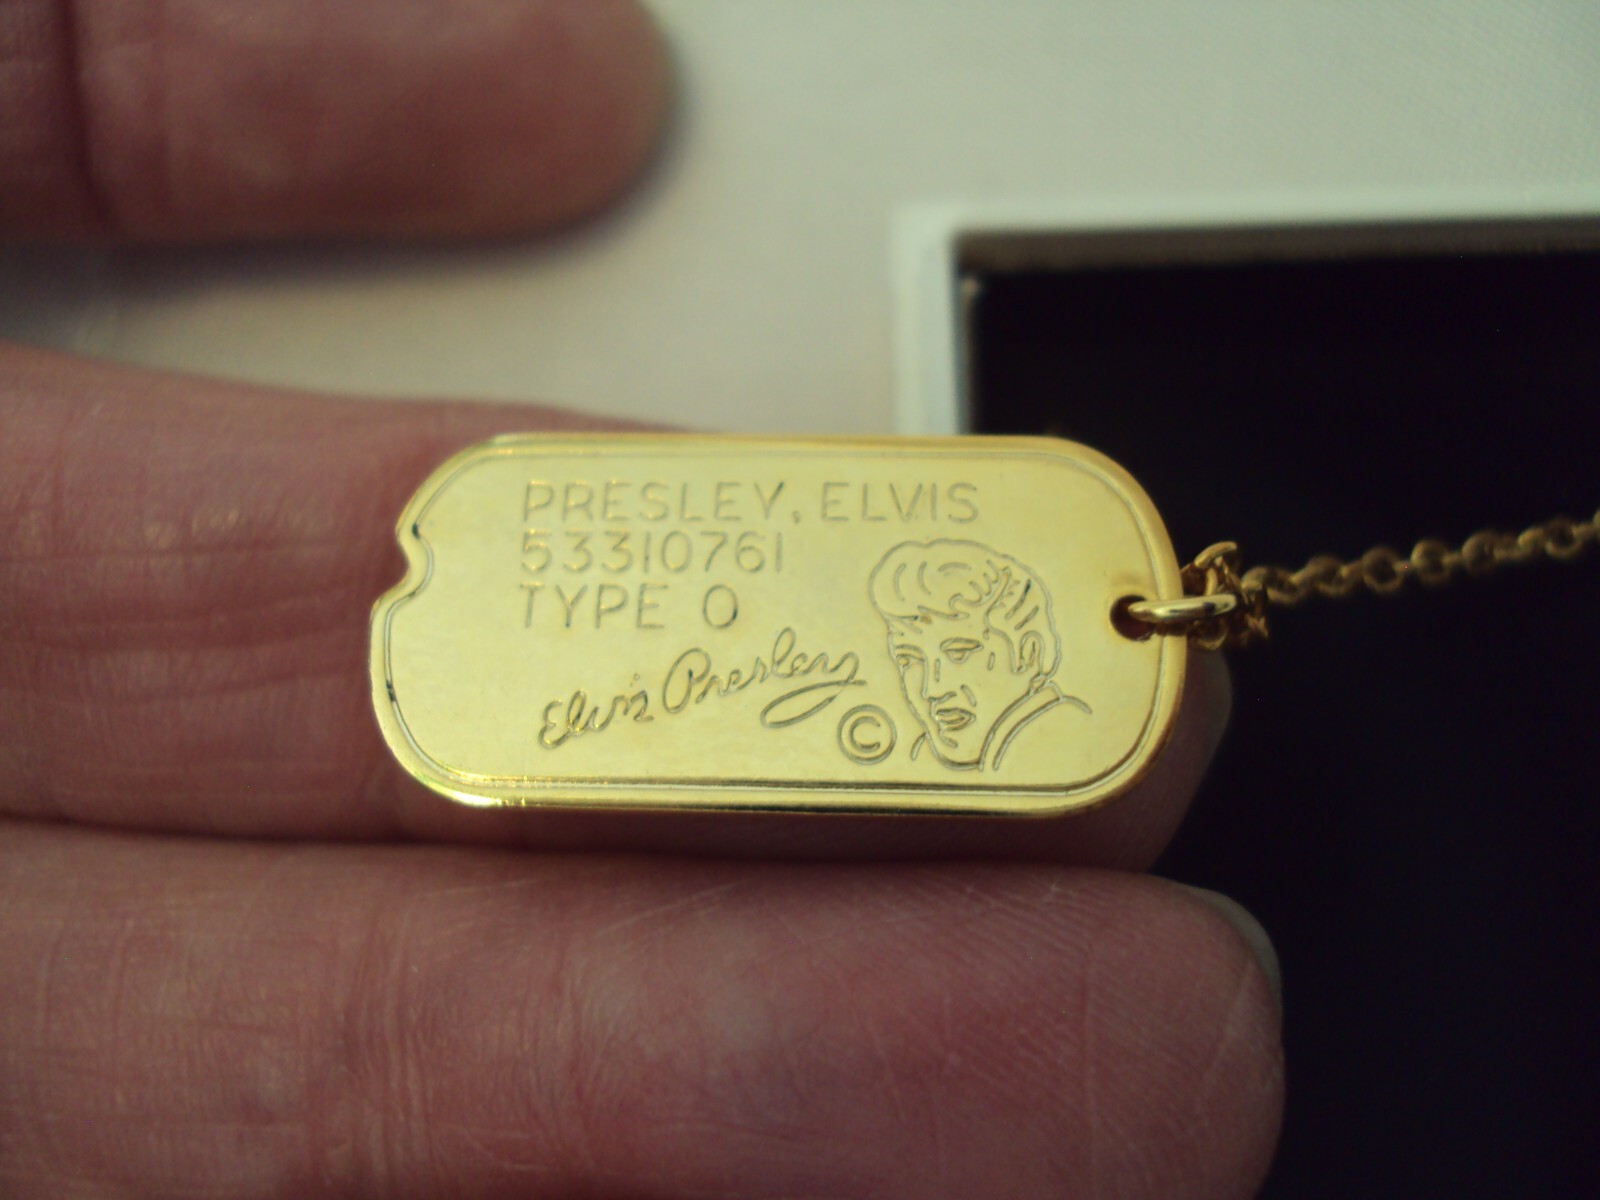 PRESLEY, ELVIS
53310761
TYPE O
Elvis Presley
©